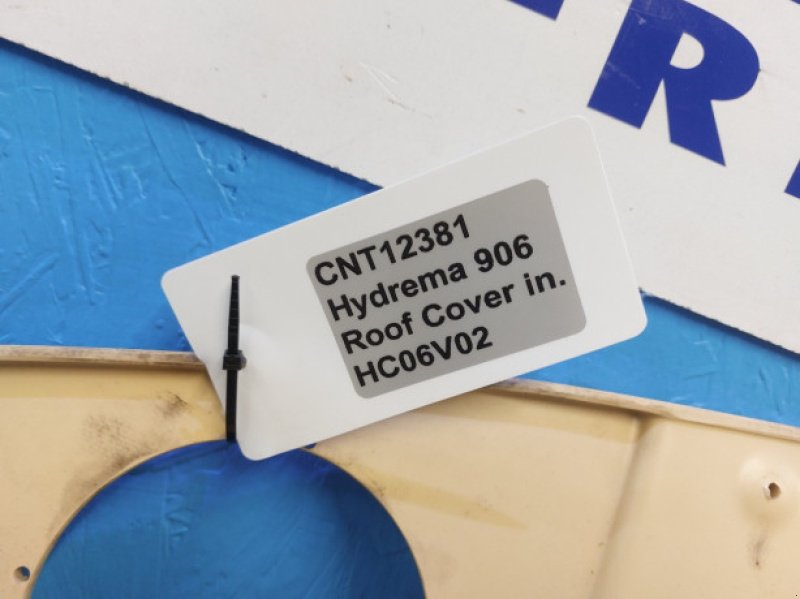 R
CNT12381
Hydrema 906
Roof Cover in.
HC06V02